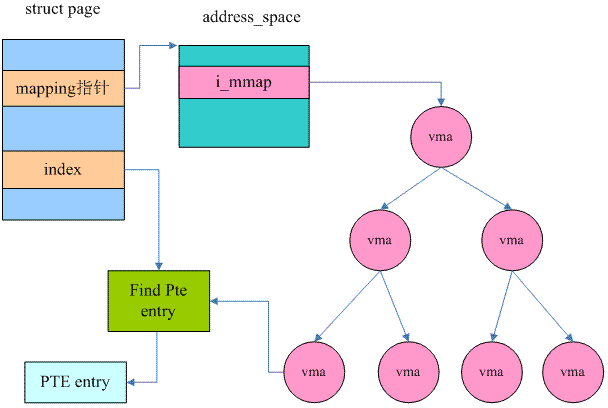 struct page
address_space
mapping指针
i_mmap
vma
index
vma
vma
Find Pte
entry
PTE entry
vma
vma
vma
vma